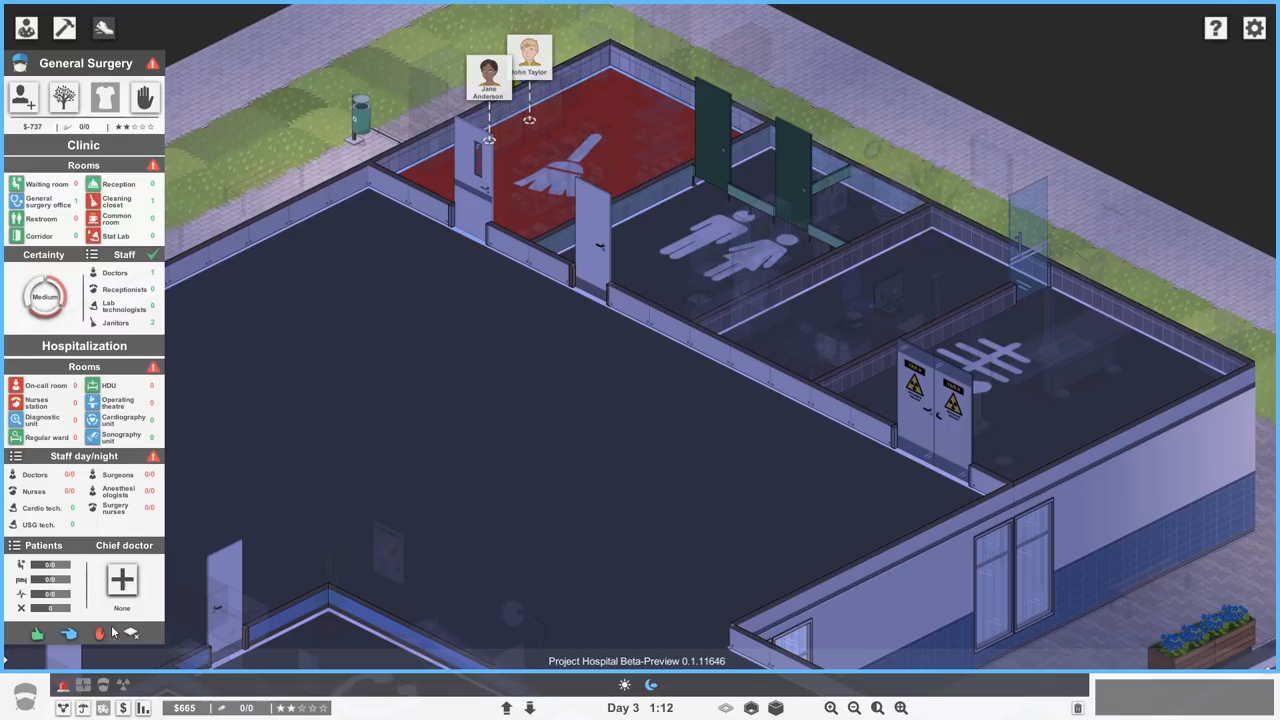 General Surgery
$-737
0/0
Clinic
Rooms
Waiting room 0
Reception 0
General surgery office 1
Cleaning closet 1
Restroom 0
Common room 0
Corridor 0
Stat Lab 0
Certainty
Staff
Medium
Doctors 1
Receptionists 0
Lab technologists 0
Janitors 2
Hospitalization
Rooms
On-call room 0
HDU 0
Nurses station 0
Operating theatre 0
Diagnostic unit 0
Cardiography unit 0
Regular ward 0
Sonography unit 0
Staff day/night
Doctors 0/0
Surgeons 0/0
Nurses 0/0
Anesthesiologists 0/0
Cardio tech. 0
Surgery nurses 0/0
USG tech. 0
Patients
Chief doctor
0/0
0/0
0/0
0
None
John Taylor
Jane Anderson
?
Project Hospital Beta-Preview 0.1.11646
$665
0/0
Day 3 1:12